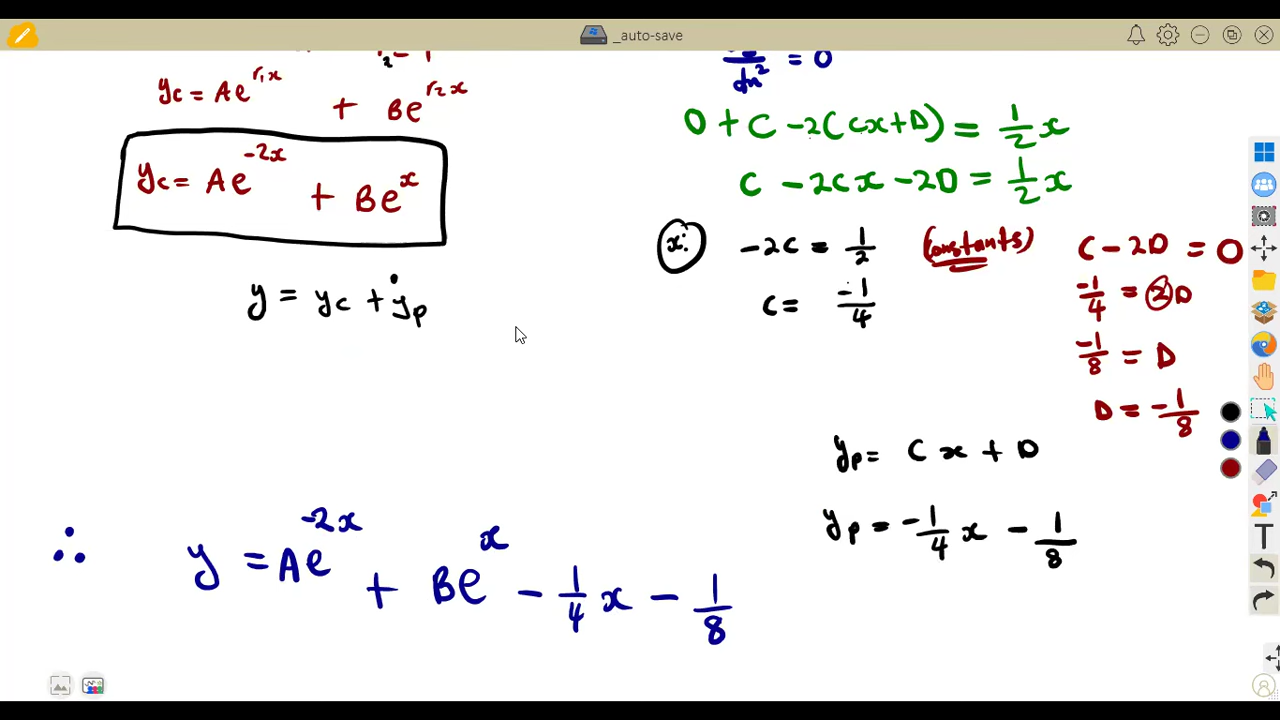 _auto-save
yc = Ae^{r₁x} + Be^{r₂x}
yc = Ae^{-2x} + Be^{x}
y = yc + yp
dx² = 0
0 + C -2(Cx+D) = 1/2 x
C - 2Cx - 2D = 1/2 x
x: -2C = 1/2
C = -1/4
(constants) C - 2D = 0
-1/4 = 2D
-1/8 = D
D = -1/8
yp = Cx + D
yp = -1/4 x - 1/8
∴ y = Ae^{-2x} + Be^{x} - 1/4 x - 1/8
T